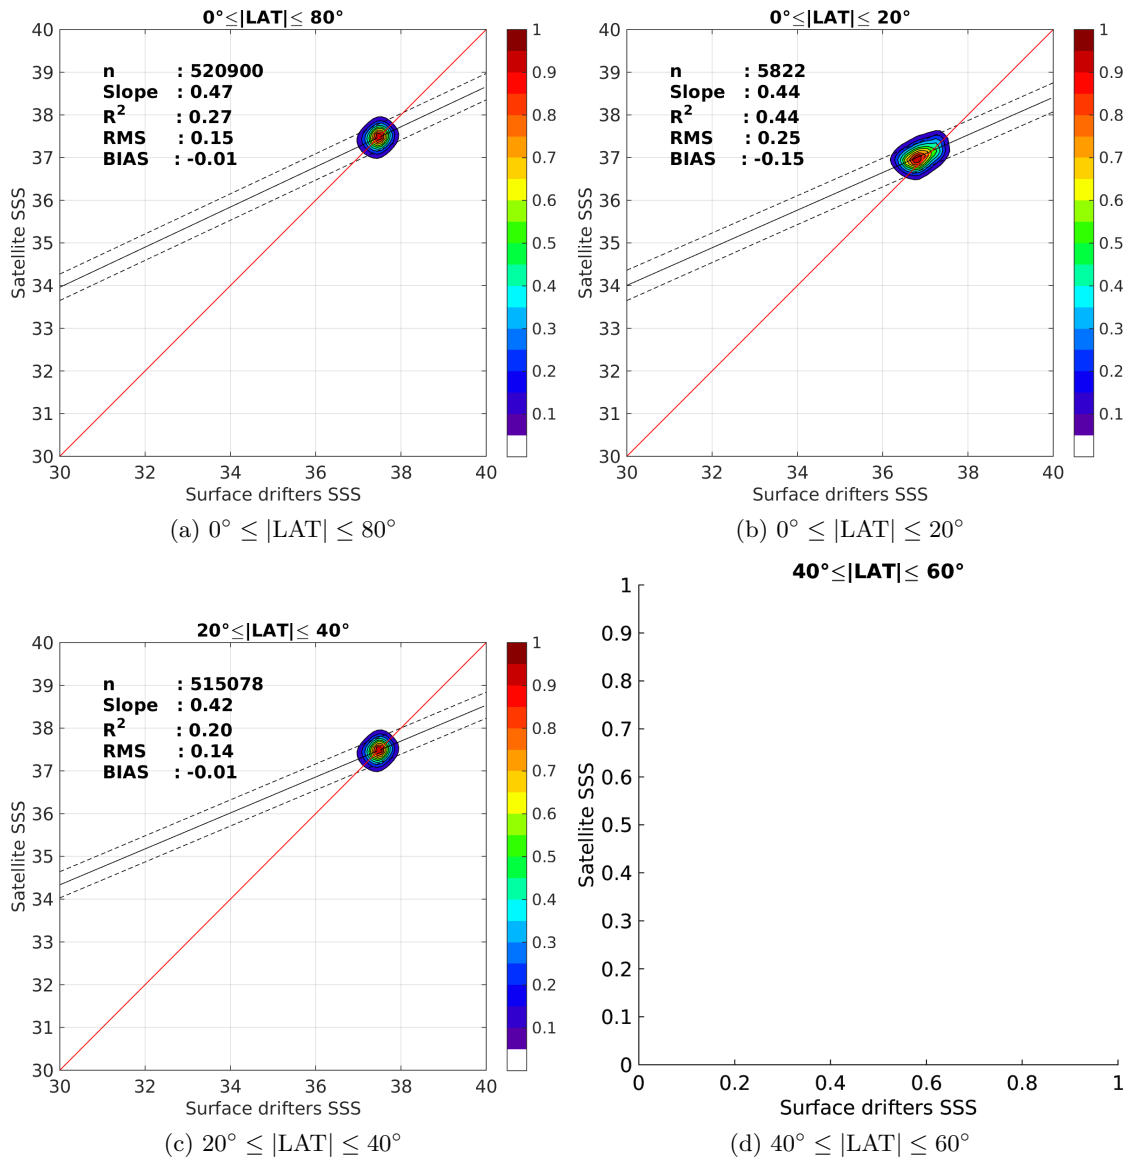 0°≤|LAT|≤ 80°
40
39
38
37
36
35
34
33
32
31
30
Satellite SSS
n : 520900
Slope : 0.47
R² : 0.27
RMS : 0.15
BIAS : -0.01
30 32 34 36 38 40
Surface drifters SSS
1
0.9
0.8
0.7
0.6
0.5
0.4
0.3
0.2
0.1
(a) 0° ≤ |LAT| ≤ 80°
0°≤|LAT|≤ 20°
40
39
38
37
36
35
34
33
32
31
30
Satellite SSS
n : 5822
Slope : 0.44
R² : 0.44
RMS : 0.25
BIAS : -0.15
30 32 34 36 38 40
Surface drifters SSS
1
0.9
0.8
0.7
0.6
0.5
0.4
0.3
0.2
0.1
(b) 0° ≤ |LAT| ≤ 20°
20°≤|LAT|≤ 40°
40
39
38
37
36
35
34
33
32
31
30
Satellite SSS
n : 515078
Slope : 0.42
R² : 0.20
RMS : 0.14
BIAS : -0.01
30 32 34 36 38 40
Surface drifters SSS
1
0.9
0.8
0.7
0.6
0.5
0.4
0.3
0.2
0.1
(c) 20° ≤ |LAT| ≤ 40°
40°≤|LAT|≤ 60°
1
0.9
0.8
0.7
0.6
0.5
0.4
0.3
0.2
0.1
0
Satellite SSS
0 0.2 0.4 0.6 0.8 1
Surface drifters SSS
(d) 40° ≤ |LAT| ≤ 60°